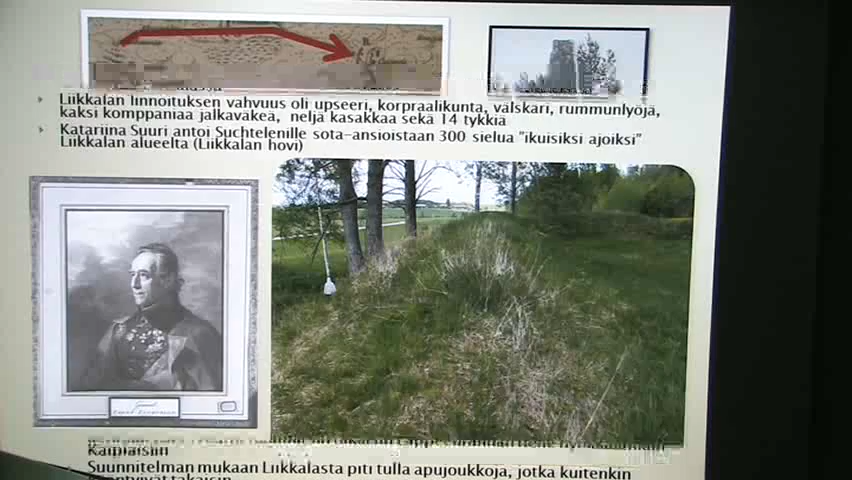 Liikkalan linnoituksen vahvuus oli upseeri, korpraalikunta, välskäri, rummunlyöjä,
kaksi komppaniaa jalkaväkeä, neljä kasakkaa sekä 14 tykkiä
Katariina Suuri antoi Suchtelenille sota-ansioistaan 300 sielua "ikuisiksi ajoiksi"
Liikkalan alueelta (Liikkalan hovi)
Kaipiaisiin
Suunnitelman mukaan Liikkalasta piti tulla apujoukkoja, jotka kuitenkin
takaisin